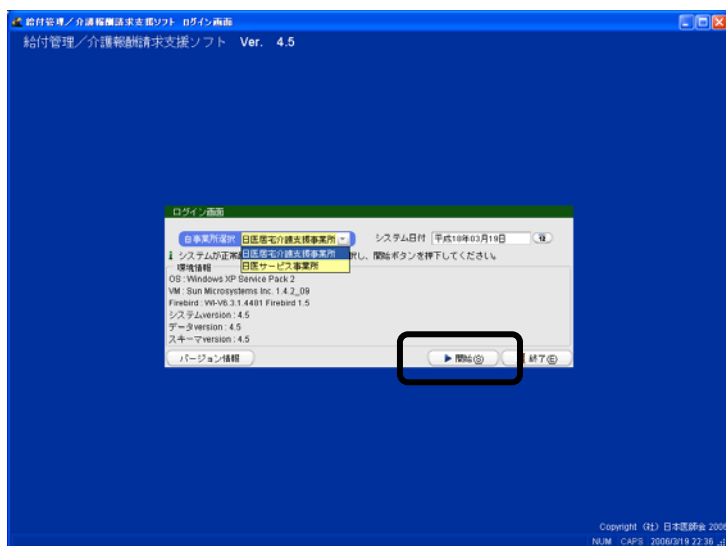 給付管理/介護報酬請求支援ソフト ログイン画面
給付管理/介護報酬請求支援ソフト Ver. 4.5
ログイン画面
自事業所選択 日医居宅介護支援事業所 システム日付 平成18年03月19日
日医居宅介護支援事業所
日医サービス事業所
システムが正常 択し、開始ボタンを押下してください。
環境情報
OS : Windows XP Service Pack 2
VM : Sun Microsystems Inc. 1.4.2_09
Firebird : WI-V6.3.1.4481 Firebird 1.5
システムversion : 4.5
データversion : 4.5
スキーマversion : 4.5
バージョン情報 開始(S) 終了(E)
Copyright (社) 日本医師会 2006
NUM CAPS 2006/3/19 22:36